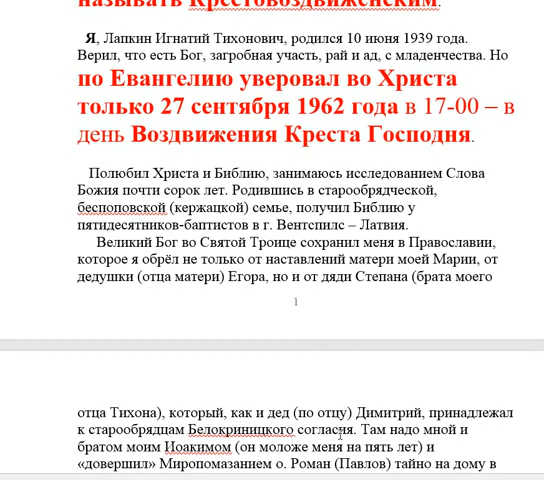 называть Крестовоздвиженским.
Я, Лапкин Игнатий Тихонович, родился 10 июня 1939 года.
Верил, что есть Бог, загробная участь, рай и ад, с младенчества. Но
по Евангелию уверовал во Христа
только 27 сентября 1962 года в 17-00 – в
день Воздвижения Креста Господня.
Полюбил Христа и Библию, занимаюсь исследованием Слова
Божия почти сорок лет. Родившись в старообрядческой,
беспоповской (кержацкой) семье, получил Библию у
пятидесятников-баптистов в г. Вентспилс – Латвия.
Великий Бог во Святой Троице сохранил меня в Православии,
которое я обрёл не только от наставлений матери моей Марии, от
дедушки (отца матери) Егора, но и от дяди Степана (брата моего
1
отца Тихона), который, как и дед (по отцу) Димитрий, принадлежал
к старообрядцам Белокриницкого согласия. Там надо мной и
братом моим Иоакимом (он моложе меня на пять лет) и
«довершил» Миропомазанием о. Роман (Павлов) тайно на дому в